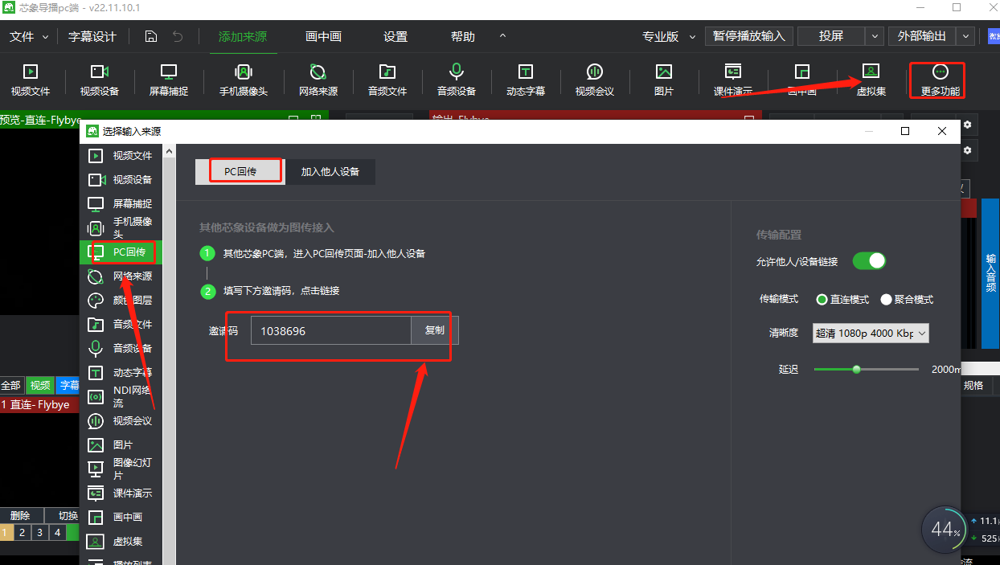 芯象导播pc端 - v22.11.10.1
文件 字幕设计 添加来源 画中画 设置 帮助 专业版 暂停播放输入 投屏 外部输出
视频文件 视频设备 屏幕捕捉 手机摄像头 网络来源 音频文件 音频设备 动态字幕 视频会议 图片 课件演示 画中画 虚拟集 更多功能
预览-直连-Flybye
输出-Flybye
选择输入来源
视频文件
视频设备
屏幕捕捉
手机摄像
头
PC回传
网络来源
颜色图层
音频文件
音频设备
动态字幕
NDI网络
流
视频会议
图片
图像幻灯
片
课件演示
画中画
虚拟集
播放列表
PC回传 加入他人设备
其他芯象设备做为图传接入
1 其他芯象PC端，进入PC回传页面-加入他人设备
2 填写下方邀请码，点击链接
邀请码 1038696 复制
传输配置
允许他人/设备链接
传输模式 直连模式 聚合模式
清晰度 超清 1080p 4000 Kbp
延迟 2000m
输入音频
全部 视频 字幕
1 直连- Flybye
规格
删除 切换
1 2 3 4
44%
11.1
525